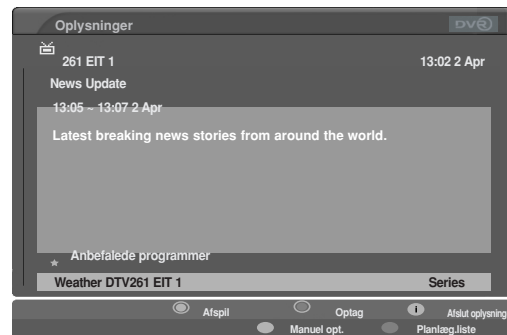 Oplysninger
DVR
261 EIT 1 13:02 2 Apr
News Update
13:05 ~ 13:07 2 Apr
Latest breaking news stories from around the world.
Anbefalede programmer
Weather DTV261 EIT 1 Series
Afspil Optag i Afslut oplysning
Manuel opt. Planlæg.liste